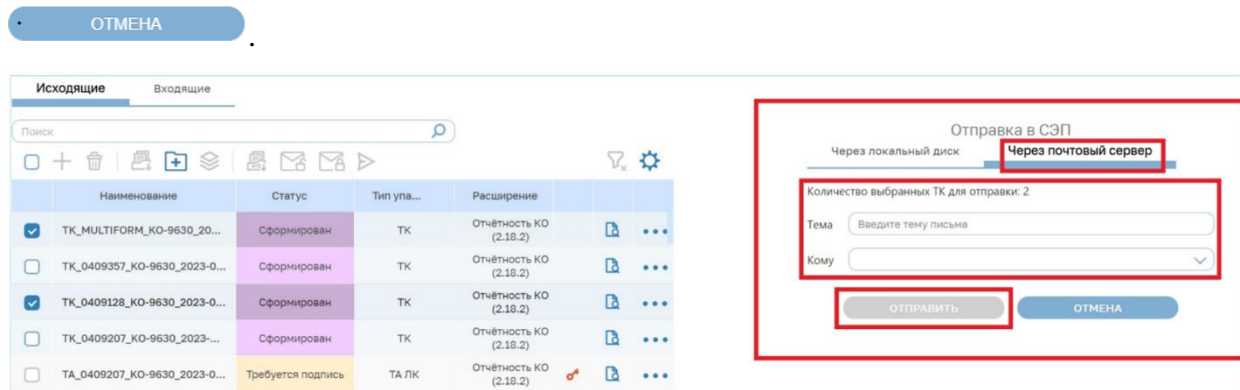 ОТМЕНА
Исходящие Входящие
Поиск
Наименование Статус Тип упа... Расширение
TK_MULTIFORM_KO-9630_20... Сформирован ТК Отчётность КО (2.18.2)
TK_0409357_KO-9630_2023-0... Сформирован ТК Отчётность КО (2.18.2)
TK_0409128_KO-9630_2023-0... Сформирован ТК Отчётность КО (2.18.2)
TK_0409207_KO-9630_2023-... Сформирован ТК Отчётность КО (2.18.2)
TA_0409207_KO-9630_2023-0... Требуется подпись ТА ЛК Отчётность КО (2.18.2)
Отправка в СЭП
Через локальный диск Через почтовый сервер
Количество выбранных ТК для отправки: 2
Тема Введите тему письма
Кому
ОТПРАВИТЬ ОТМЕНА